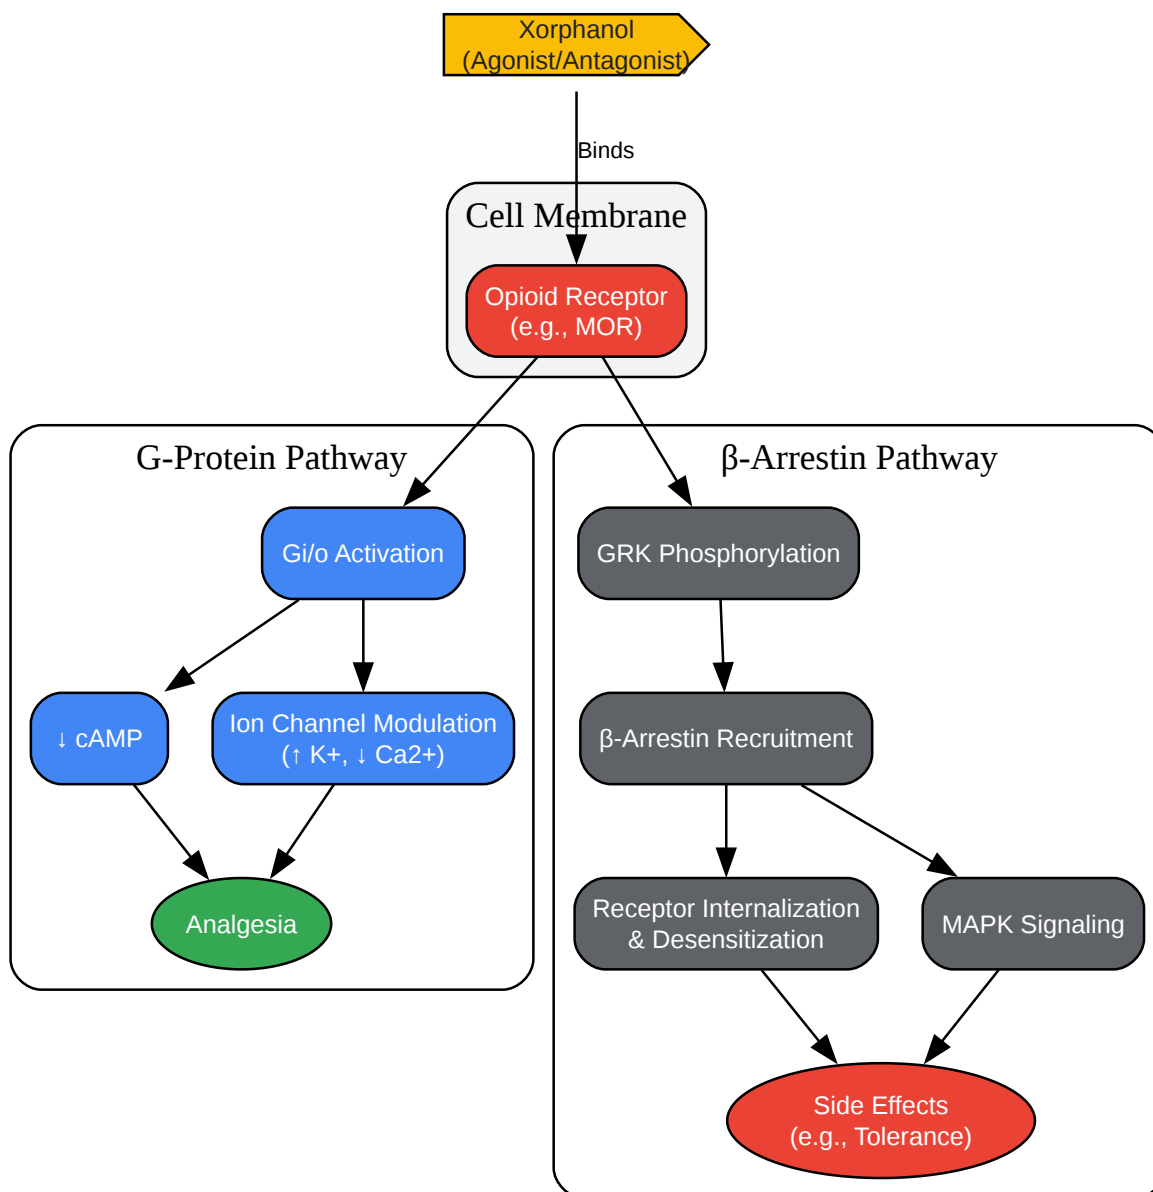 Xorphanol
(Agonist/Antagonist)
Binds
Cell Membrane
Opioid Receptor
(e.g., MOR)
G-Protein Pathway
β-Arrestin Pathway
Gi/o Activation
GRK Phosphorylation
↓ cAMP
Ion Channel Modulation
(↑ K+, ↓ Ca2+)
β-Arrestin Recruitment
Analgesia
Receptor Internalization
& Desensitization
MAPK Signaling
Side Effects
(e.g., Tolerance)